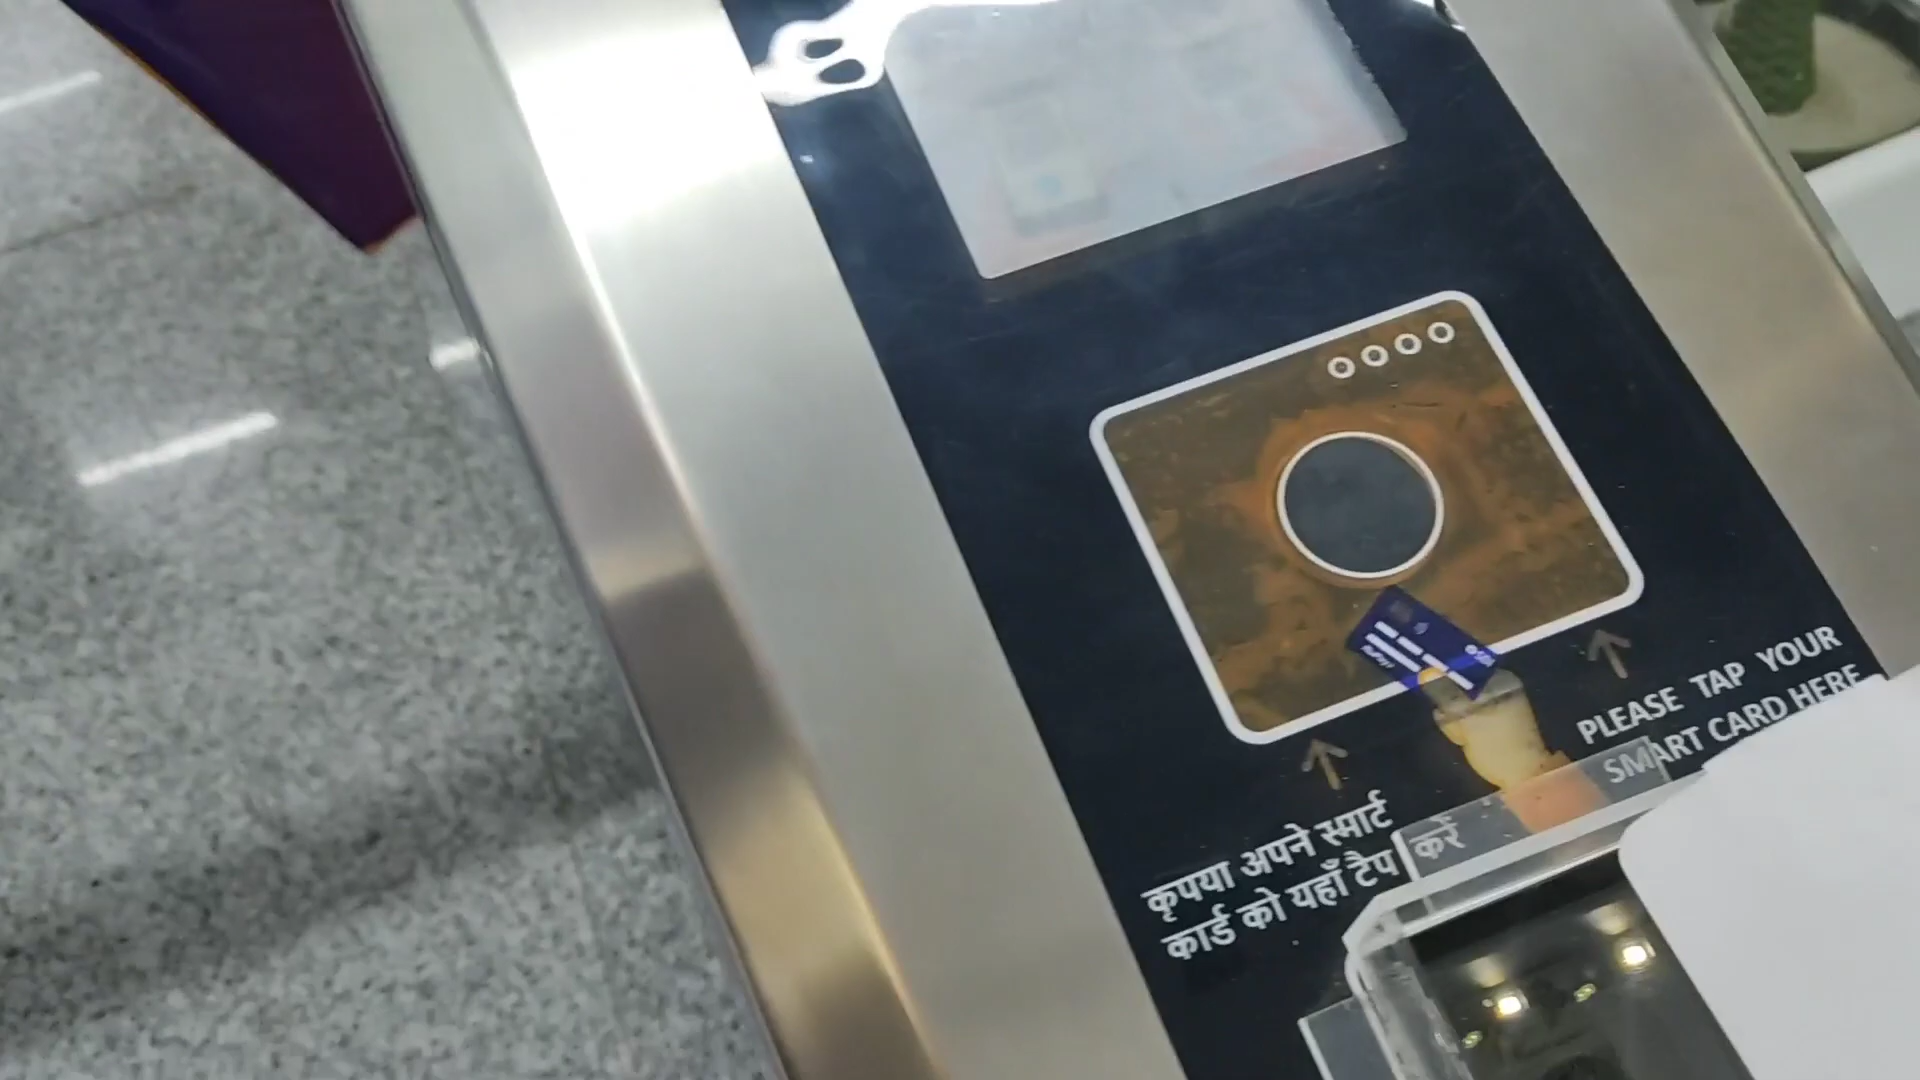 PLEASE TAP YOUR
SMART CARD HERE
कृपया अपने स्मार्ट
कार्ड को यहाँ टैप करें